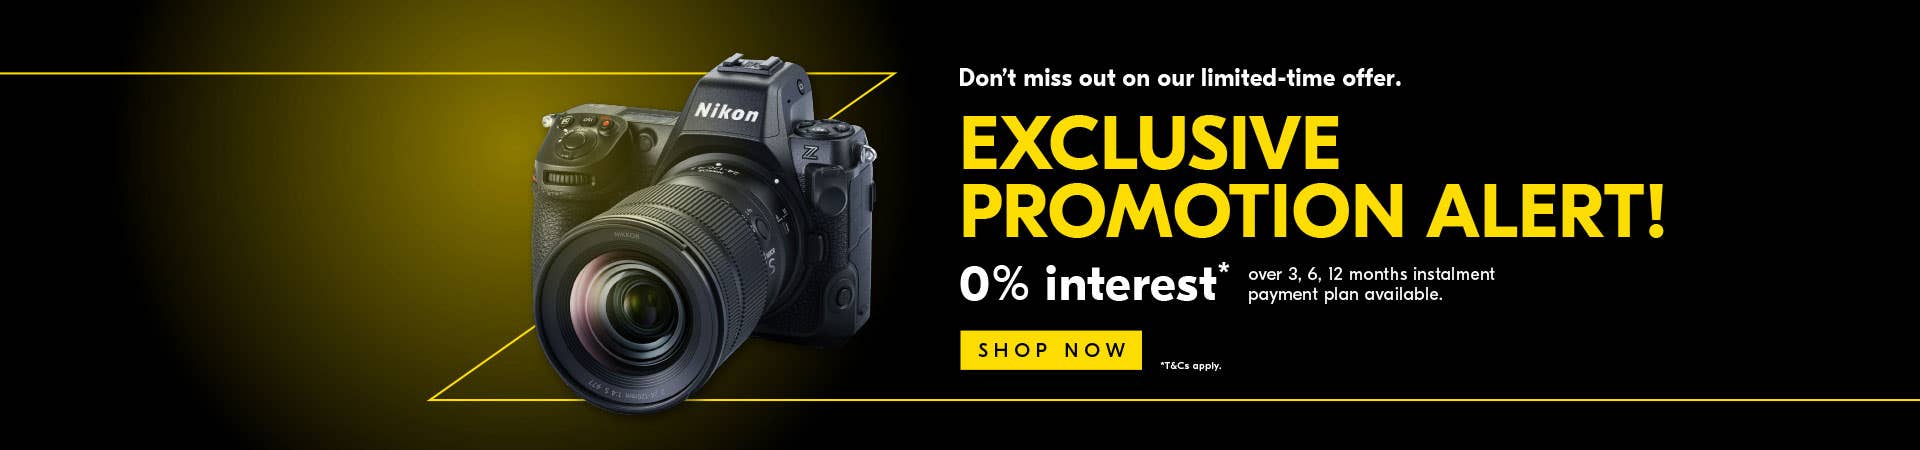 Don't miss out on our limited-time offer.
EXCLUSIVE
PROMOTION ALERT!
0% interest*
over 3, 6, 12 months instalment
payment plan available.
SHOP NOW
*T&Cs apply.
Nikon
Z
NIKKOR